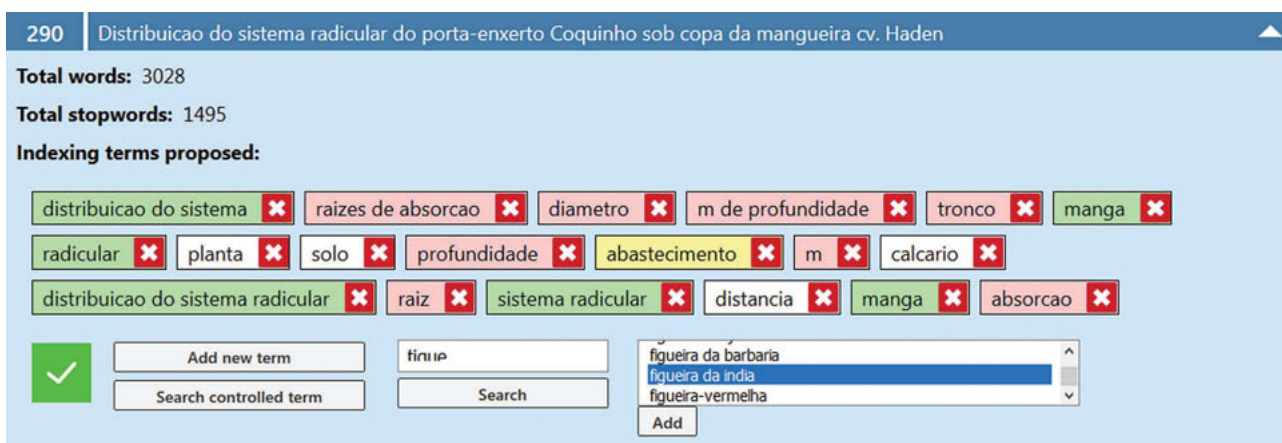 290 Distribuicao do sistema radicular do porta-enxerto Coquinho sob copa da mangueira cv. Haden
Total words: 3028
Total stopwords: 1495
Indexing terms proposed:
distribuicao do sistema raizes de absorcao diametro m de profundidade tronco manga
radicular planta solo profundidade abastecimento m calcario
distribuicao do sistema radicular raiz sistema radicular distancia manga absorcao
Add new term figue figueira da barbaria
figueira da india
Search controlled term Search figueira-vermelha
Add